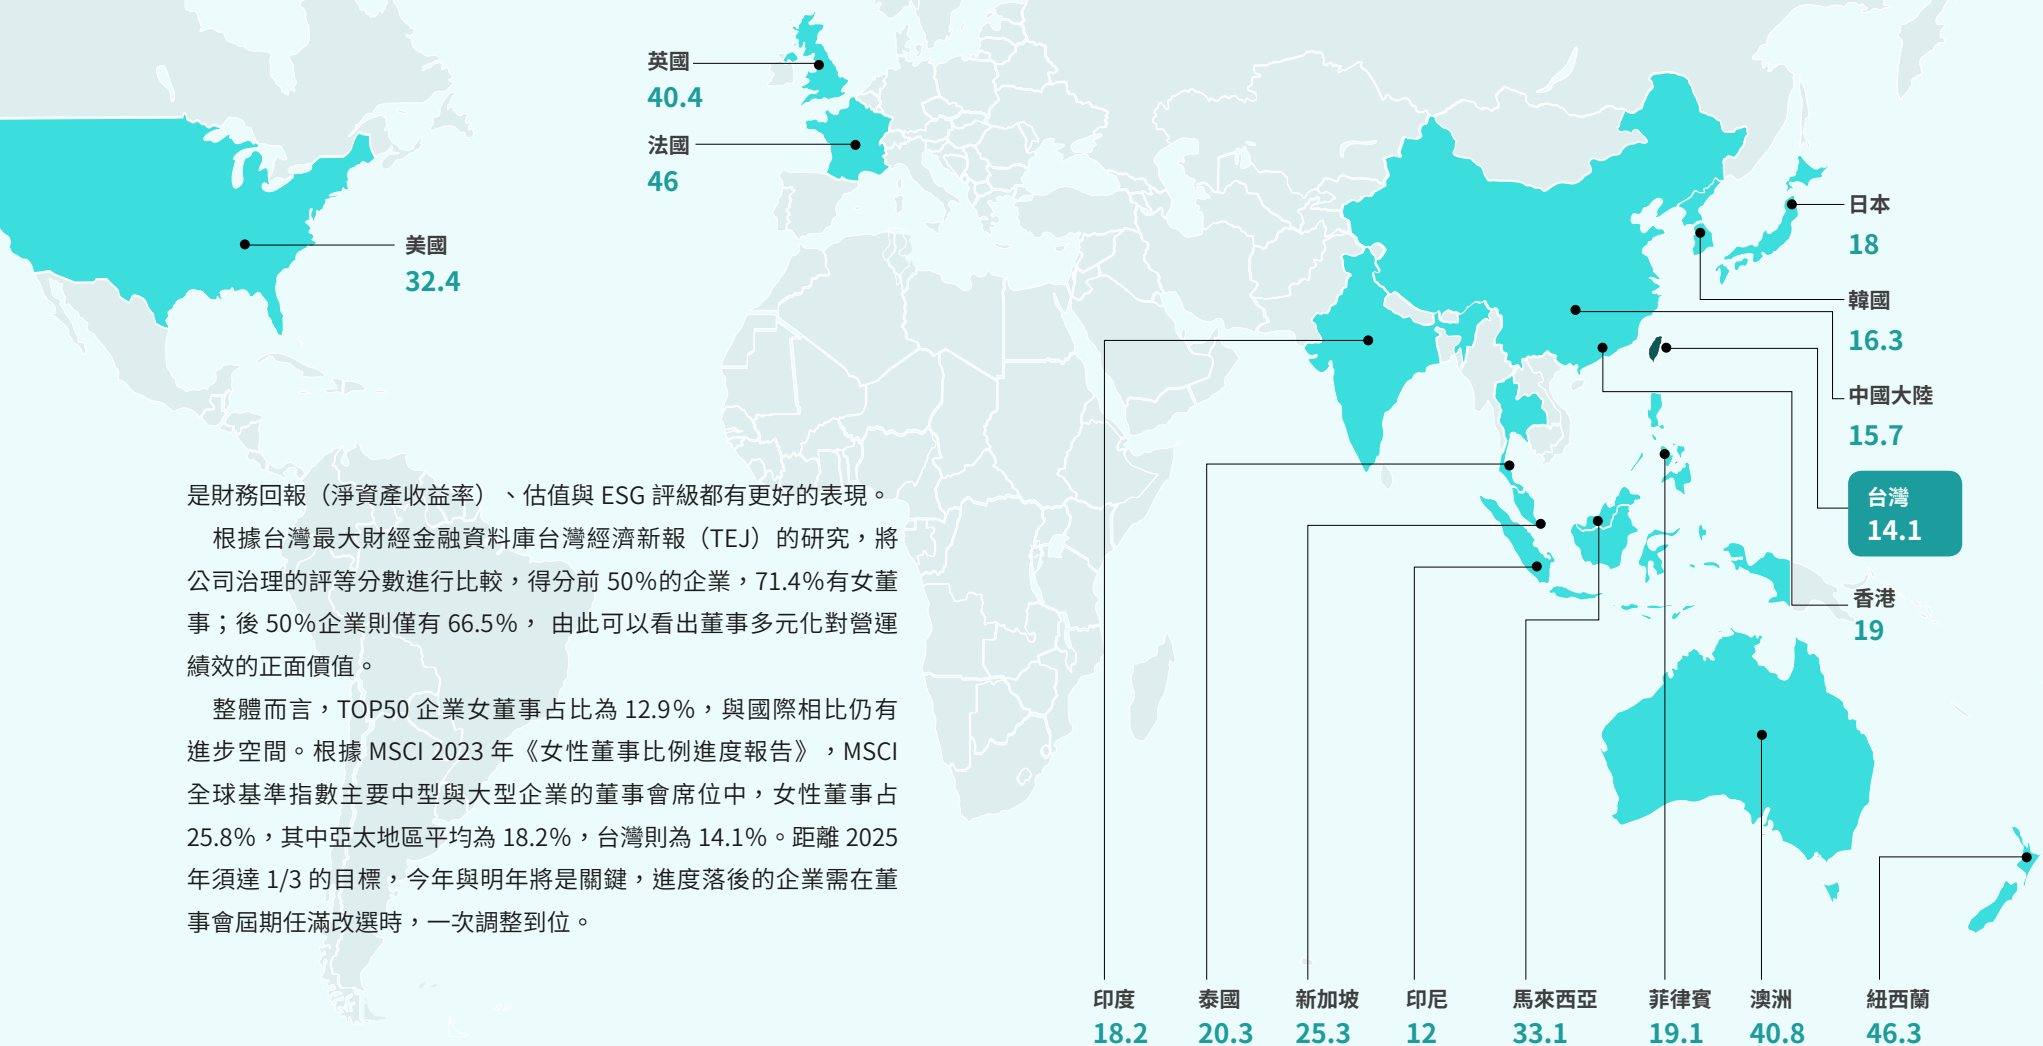 英國
40.4
法國
46
美國
32.4
日本
18
韓國
16.3
中國大陸
15.7
台灣
14.1
香港
19
是財務回報（淨資產收益率）、估值與 ESG 評級都有更好的表現。
根據台灣最大財經金融資料庫台灣經濟新報（TEJ）的研究，將
公司治理的評等分數進行比較，得分前 50%的企業，71.4%有女董
事；後 50%企業則僅有 66.5%， 由此可以看出董事多元化對營運
績效的正面價值。
整體而言，TOP50 企業女董事占比為 12.9%，與國際相比仍有
進步空間。根據 MSCI 2023 年《女性董事比例進度報告》，MSCI
全球基準指數主要中型與大型企業的董事會席位中，女性董事占
25.8%，其中亞太地區平均為 18.2%，台灣則為 14.1%。距離 2025
年須達 1/3 的目標，今年與明年將是關鍵，進度落後的企業需在董
事會屆期任滿改選時，一次調整到位。
印度
18.2
泰國
20.3
新加坡
25.3
印尼
12
馬來西亞
33.1
菲律賓
19.1
澳洲
40.8
紐西蘭
46.3